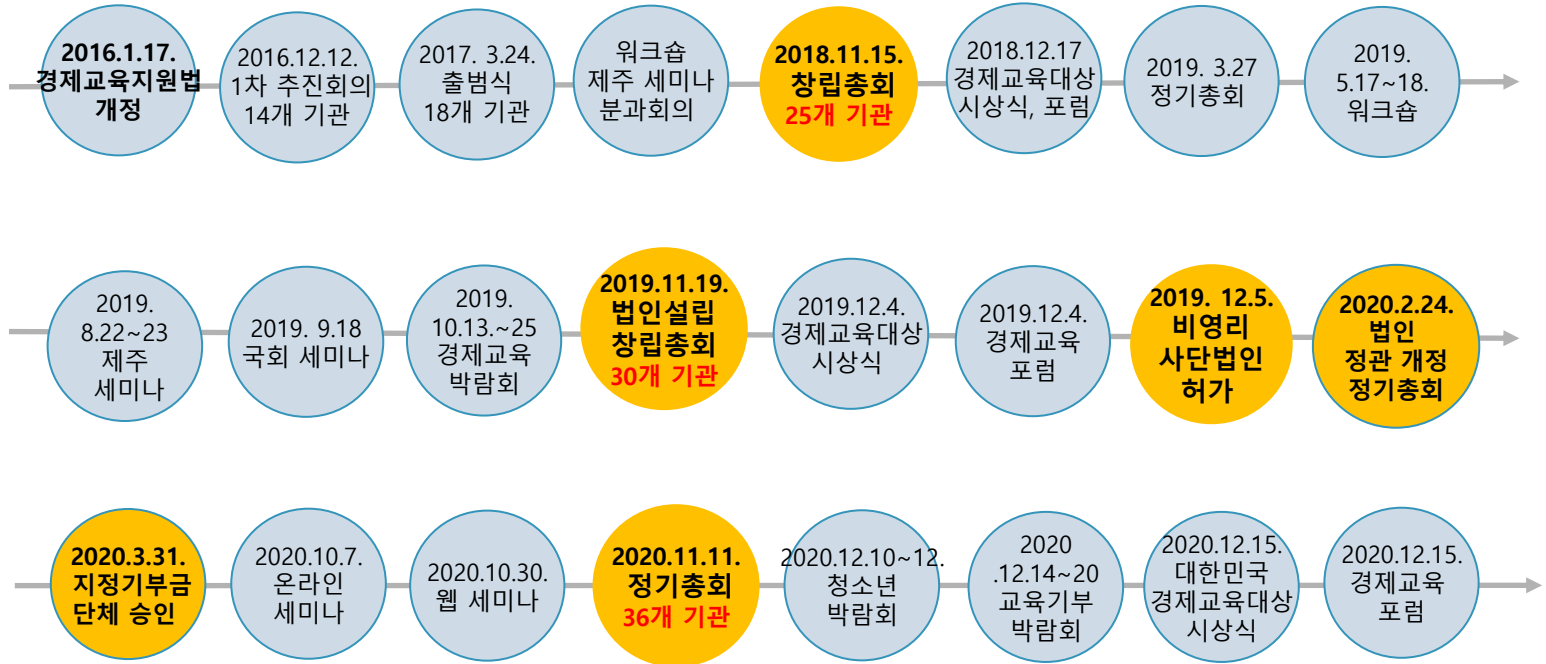 2016.1.17.
경제교육지원법
개정
2016.12.12.
1차 추진회의
14개 기관
2017. 3.24.
출범식
18개 기관
워크숍
제주 세미나
분과회의
2018.11.15.
창립총회
25개 기관
2018.12.17
경제교육대상
시상식, 포럼
2019. 3.27
정기총회
2019.
5.17~18.
워크숍
2019.
8.22~23
제주
세미나
2019. 9.18
국회 세미나
2019.
10.13.~25
경제교육
박람회
2019.11.19.
법인설립
창립총회
30개 기관
2019.12.4.
경제교육대상
시상식
2019.12.4.
경제교육
포럼
2019. 12.5.
비영리
사단법인
허가
2020.2.24.
법인
정관 개정
정기총회
2020.3.31.
지정기부금
단체 승인
2020.10.7.
온라인
세미나
2020.10.30.
웹 세미나
2020.11.11.
정기총회
36개 기관
2020.12.10~12.
청소년
박람회
2020
.12.14~20
교육기부
박람회
2020.12.15.
대한민국
경제교육대상
시상식
2020.12.15.
경제교육
포럼